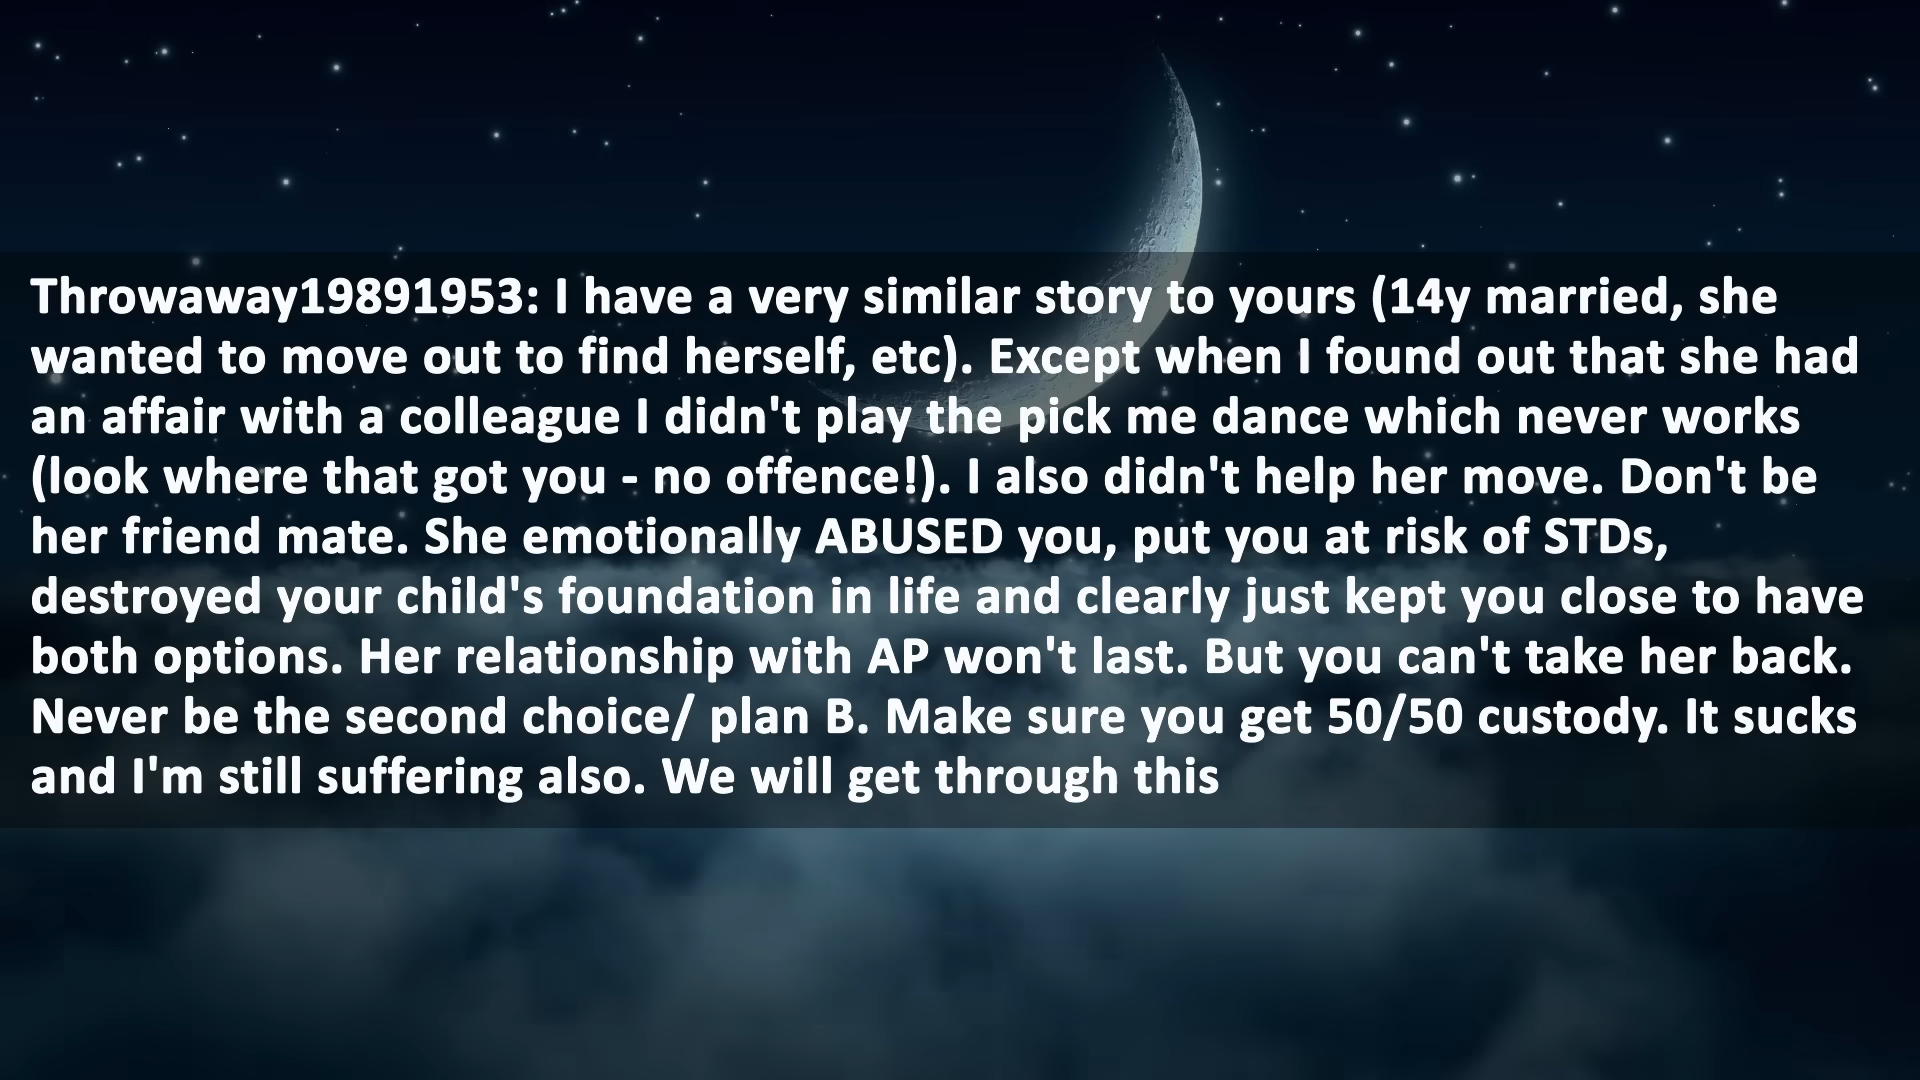 Throwaway19891953: I have a very similar story to yours (14y married, she
wanted to move out to find herself, etc). Except when I found out that she had
an affair with a colleague I didn't play the pick me dance which never works
(look where that got you - no offence!). I also didn't help her move. Don't be
her friend mate. She emotionally ABUSED you, put you at risk of STDs,
destroyed your child's foundation in life and clearly just kept you close to have
both options. Her relationship with AP won't last. But you can't take her back.
Never be the second choice/ plan B. Make sure you get 50/50 custody. It sucks
and I'm still suffering also. We will get through this